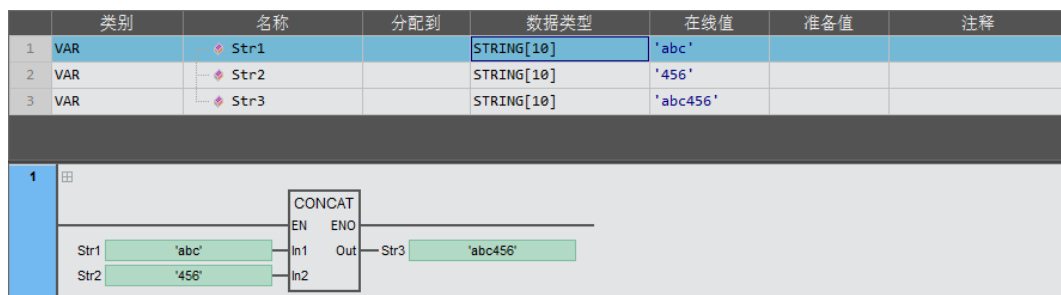 类别 名称 分配到 数据类型 在线值 准备值 注释
1 VAR Str1 STRING[10] 'abc'
2 VAR Str2 STRING[10] '456'
3 VAR Str3 STRING[10] 'abc456'
1
CONCAT
EN ENO
Str1 'abc' In1 Out Str3 'abc456'
Str2 '456' In2